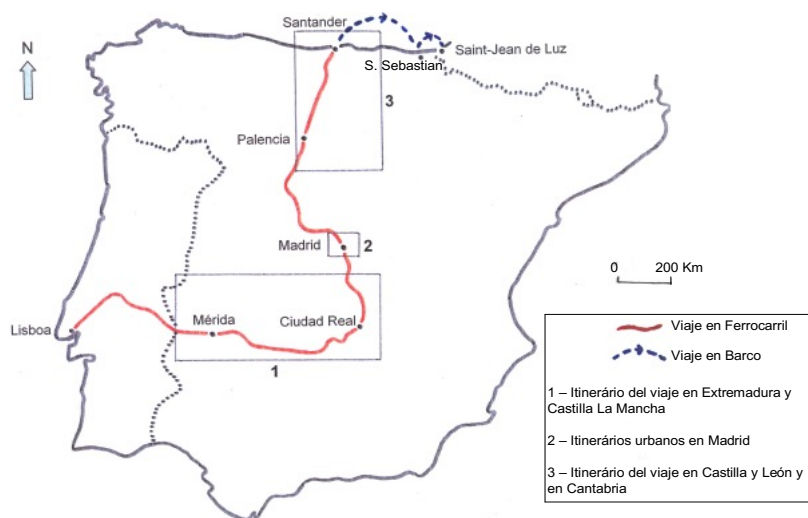 Santander
N
Saint-Jean de Luz
S. Sebastian
3
Palencia
Madrid
2
0 200 Km
Mérida
Ciudad Real
Lisboa
1
Viaje en Ferrocarril
Viaje en Barco
1 – Itinerário del viaje en Extremadura y
Castilla La Mancha
2 – Itinerários urbanos en Madrid
3 – Itinerário del viaje en Castilla y León y
en Cantabria